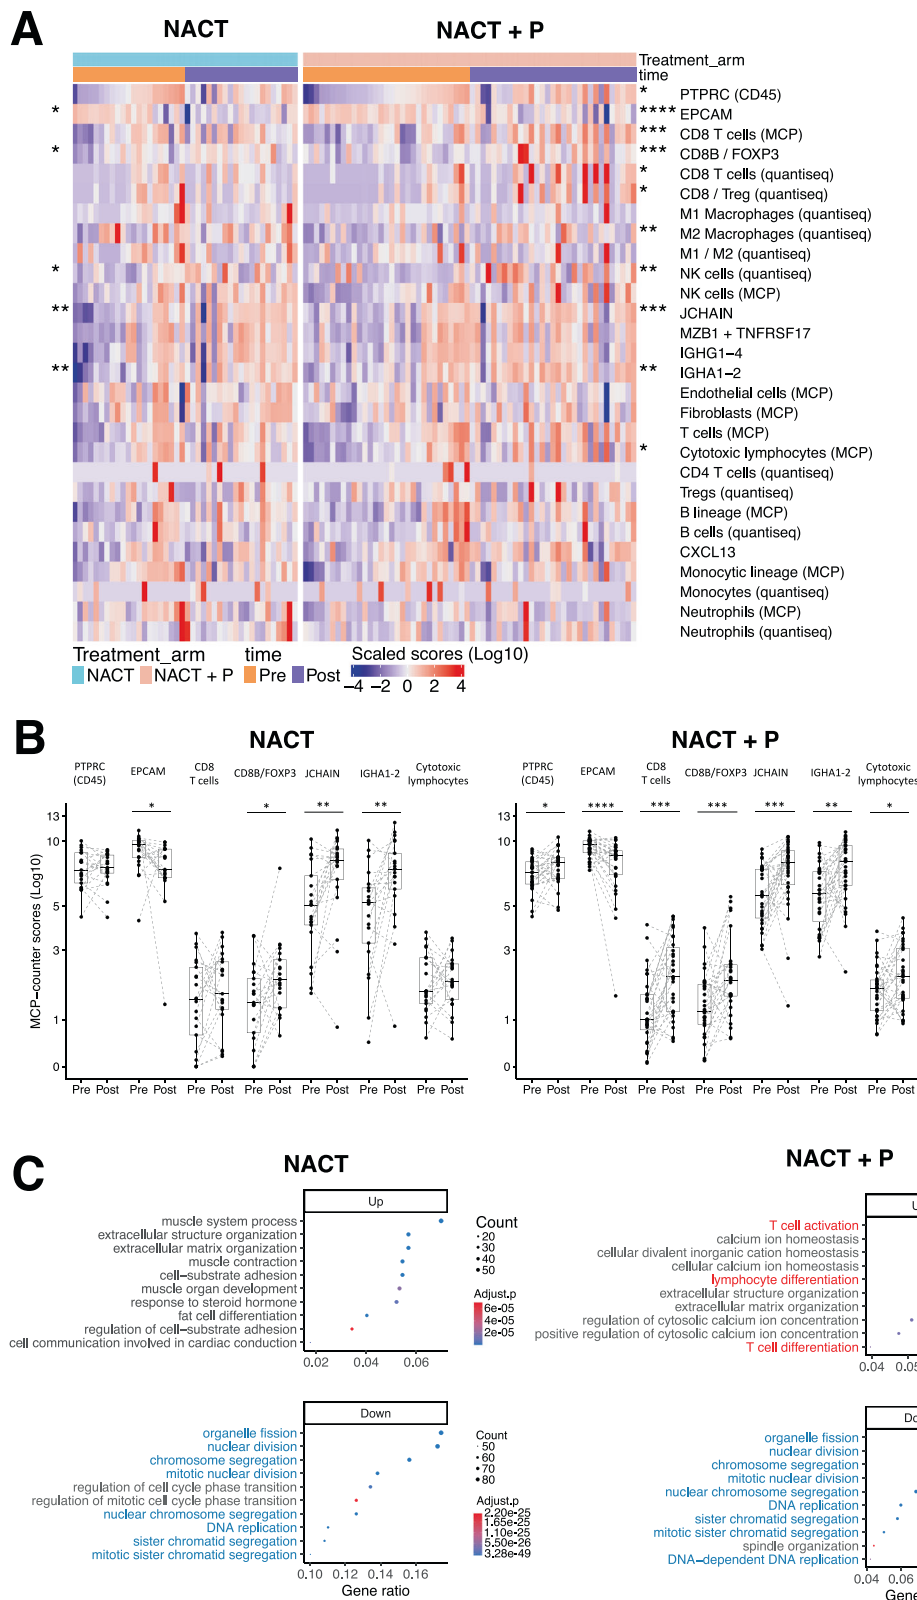 A
NACT
NACT + P
Treatment_arm
time
* PTPRC (CD45)
* **** EPCAM
*** CD8 T cells (MCP)
* *** CD8B / FOXP3
* CD8 T cells (quantiseq)
* CD8 / Treg (quantiseq)
M1 Macrophages (quantiseq)
** M2 Macrophages (quantiseq)
M1 / M2 (quantiseq)
* ** NK cells (quantiseq)
NK cells (MCP)
** *** JCHAIN
MZB1 + TNFRSF17
IGHG1–4
** ** IGHA1–2
Endothelial cells (MCP)
Fibroblasts (MCP)
T cells (MCP)
* Cytotoxic lymphocytes (MCP)
CD4 T cells (quantiseq)
Tregs (quantiseq)
B lineage (MCP)
B cells (quantiseq)
CXCL13
Monocytic lineage (MCP)
Monocytes (quantiseq)
Neutrophils (MCP)
Neutrophils (quantiseq)
Treatment_arm time Scaled scores (Log10)
NACT NACT + P Pre Post −4 −2 0 2 4
B
NACT
NACT + P
PTPRC (CD45) EPCAM CD8 T cells CD8B/FOXP3 JCHAIN IGHA1-2 Cytotoxic lymphocytes
* * ** **
MCP−counter scores (Log10)
13
10
5
3
1
0
Pre Post Pre Post Pre Post Pre Post Pre Post Pre Post Pre Post
PTPRC (CD45) EPCAM CD8 T cells CD8B/FOXP3 JCHAIN IGHA1-2 Cytotoxic lymphocytes
* **** *** *** *** ** *
13
10
5
3
1
0
Pre Post Pre Post Pre Post Pre Post Pre Post Pre Post Pre Post
C
NACT
NACT + P
Up
muscle system process
extracellular structure organization
extracellular matrix organization
muscle contraction
cell−substrate adhesion
muscle organ development
response to steroid hormone
fat cell differentiation
regulation of cell−substrate adhesion
cell communication involved in cardiac conduction
0.02 0.04 0.06
Count
20
30
40
50
Adjust.p
6e-05
4e-05
2e-05
U
T cell activation
calcium ion homeostasis
cellular divalent inorganic cation homeostasis
cellular calcium ion homeostasis
lymphocyte differentiation
extracellular structure organization
extracellular matrix organization
regulation of cytosolic calcium ion concentration
positive regulation of cytosolic calcium ion concentration
T cell differentiation
0.04 0.05
Down
organelle fission
nuclear division
chromosome segregation
mitotic nuclear division
regulation of cell cycle phase transition
regulation of mitotic cell cycle phase transition
nuclear chromosome segregation
DNA replication
sister chromatid segregation
mitotic sister chromatid segregation
0.10 0.12 0.14 0.16
Gene ratio
Count
50
60
70
80
Adjust.p
2.20e-25
1.65e-25
1.10e-25
5.50e-26
3.28e-49
Do
organelle fission
nuclear division
chromosome segregation
mitotic nuclear division
nuclear chromosome segregation
DNA replication
sister chromatid segregation
mitotic sister chromatid segregation
spindle organization
DNA−dependent DNA replication
0.04 0.06
Gene